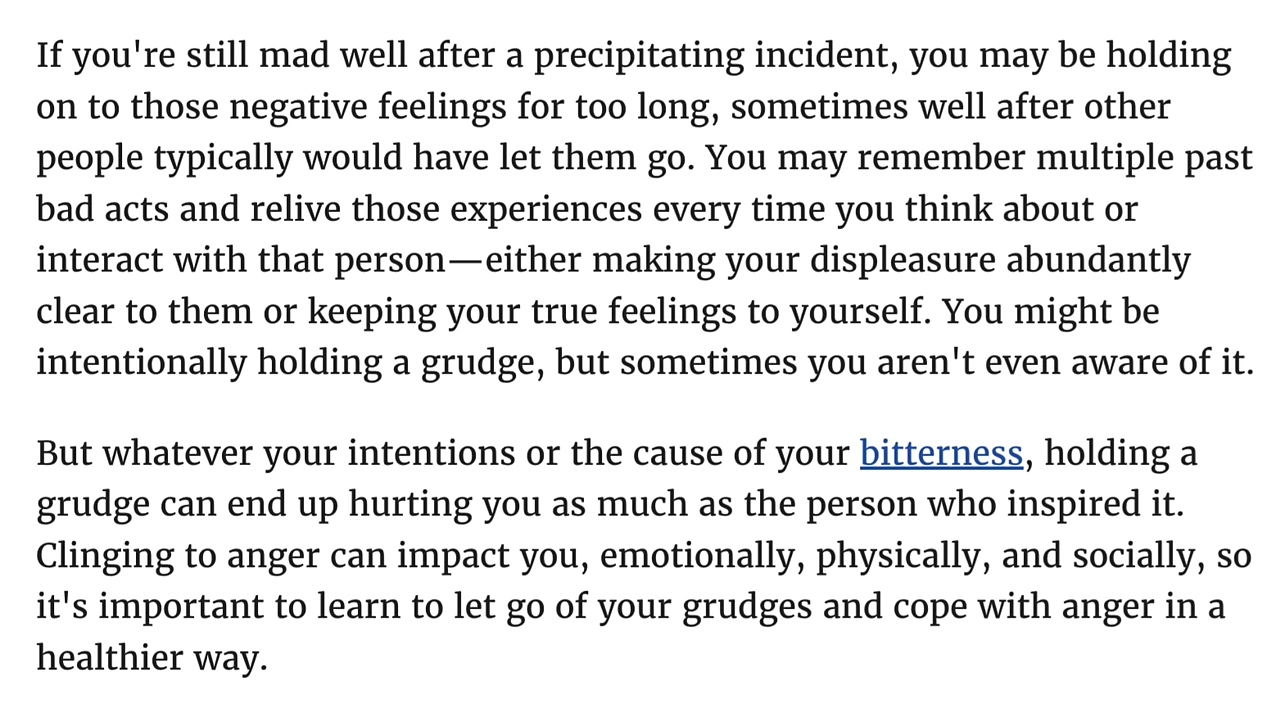 If you're still mad well after a precipitating incident, you may be holding
on to those negative feelings for too long, sometimes well after other
people typically would have let them go. You may remember multiple past
bad acts and relive those experiences every time you think about or
interact with that person—either making your displeasure abundantly
clear to them or keeping your true feelings to yourself. You might be
intentionally holding a grudge, but sometimes you aren't even aware of it.
But whatever your intentions or the cause of your bitterness, holding a
grudge can end up hurting you as much as the person who inspired it.
Clinging to anger can impact you, emotionally, physically, and socially, so
it's important to learn to let go of your grudges and cope with anger in a
healthier way.